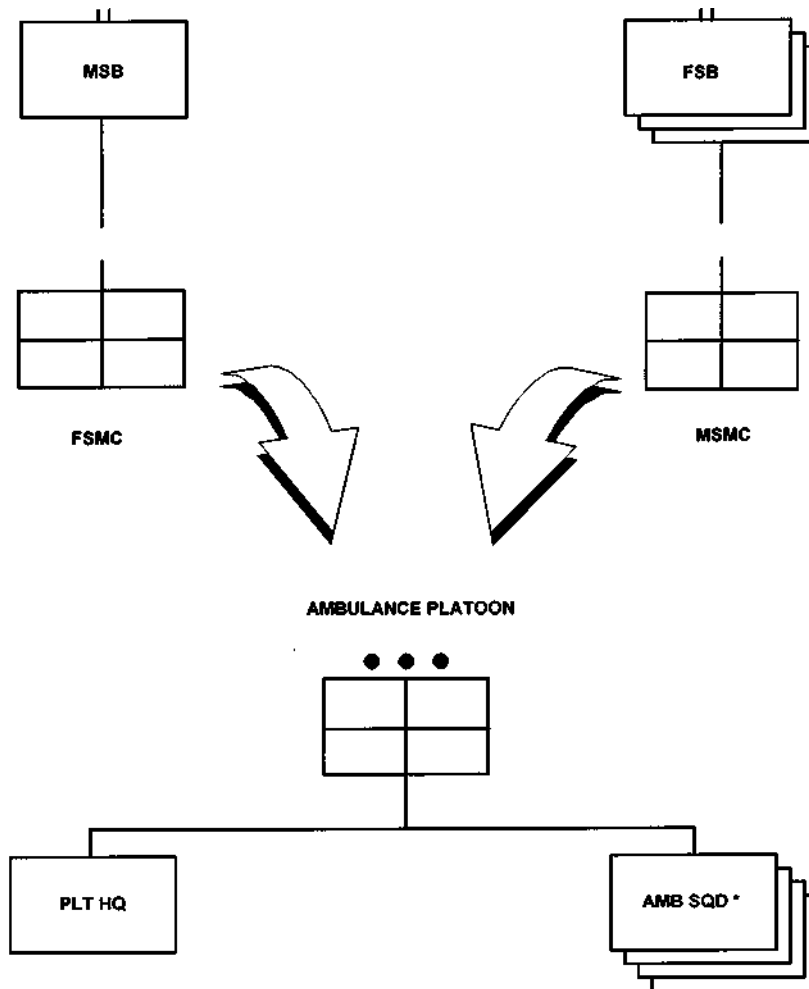 MSB
FSB
FSMC
MSMC
AMBULANCE PLATOON
PLT HQ
AMB SQD *